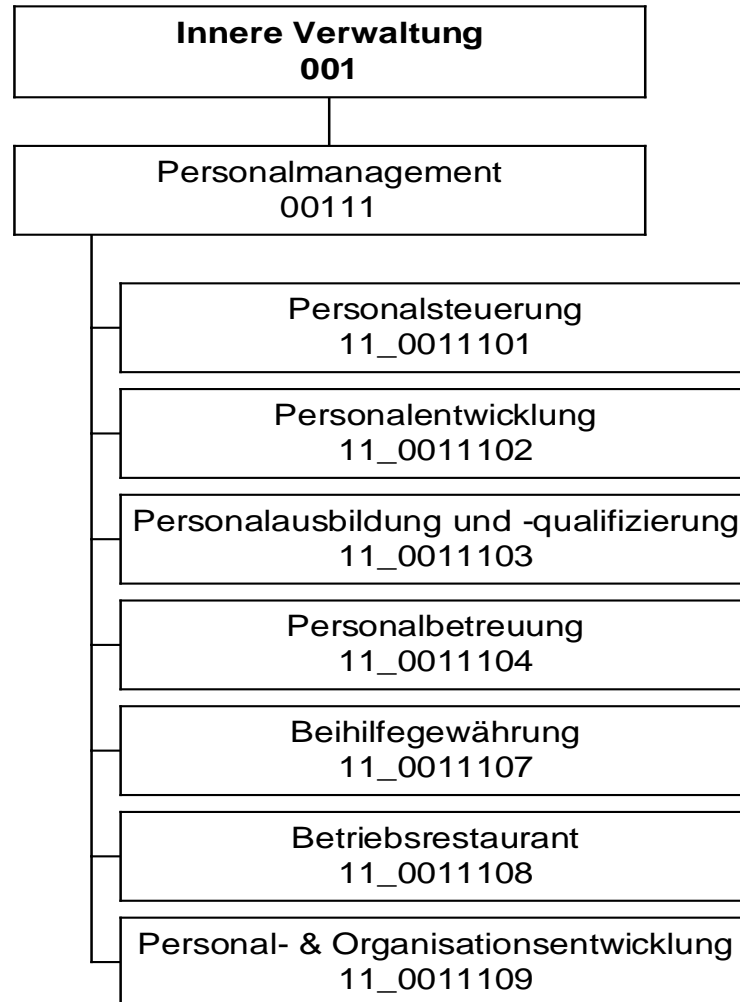 Innere Verwaltung
001
Personalmanagement
00111
Personalsteuerung
11_0011101
Personalentwicklung
11_0011102
Personalausbildung und -qualifizierung
11_0011103
Personalbetreuung
11_0011104
Beihilfegewährung
11_0011107
Betriebsrestaurant
11_0011108
Personal- & Organisationsentwicklung
11_0011109